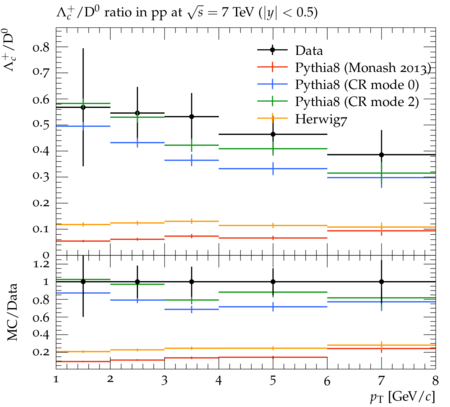 Λc+/D0 ratio in pp at √s = 7 TeV (|y| < 0.5)
Λc+/D0
0.8
0.7
0.6
0.5
0.4
0.3
0.2
0.1
0
Data
Pythia8 (Monash 2013)
Pythia8 (CR mode 0)
Pythia8 (CR mode 2)
Herwig7
MC/Data
1.2
1
0.8
0.6
0.4
0.2
1 2 3 4 5 6 7 8
pT [GeV/c]